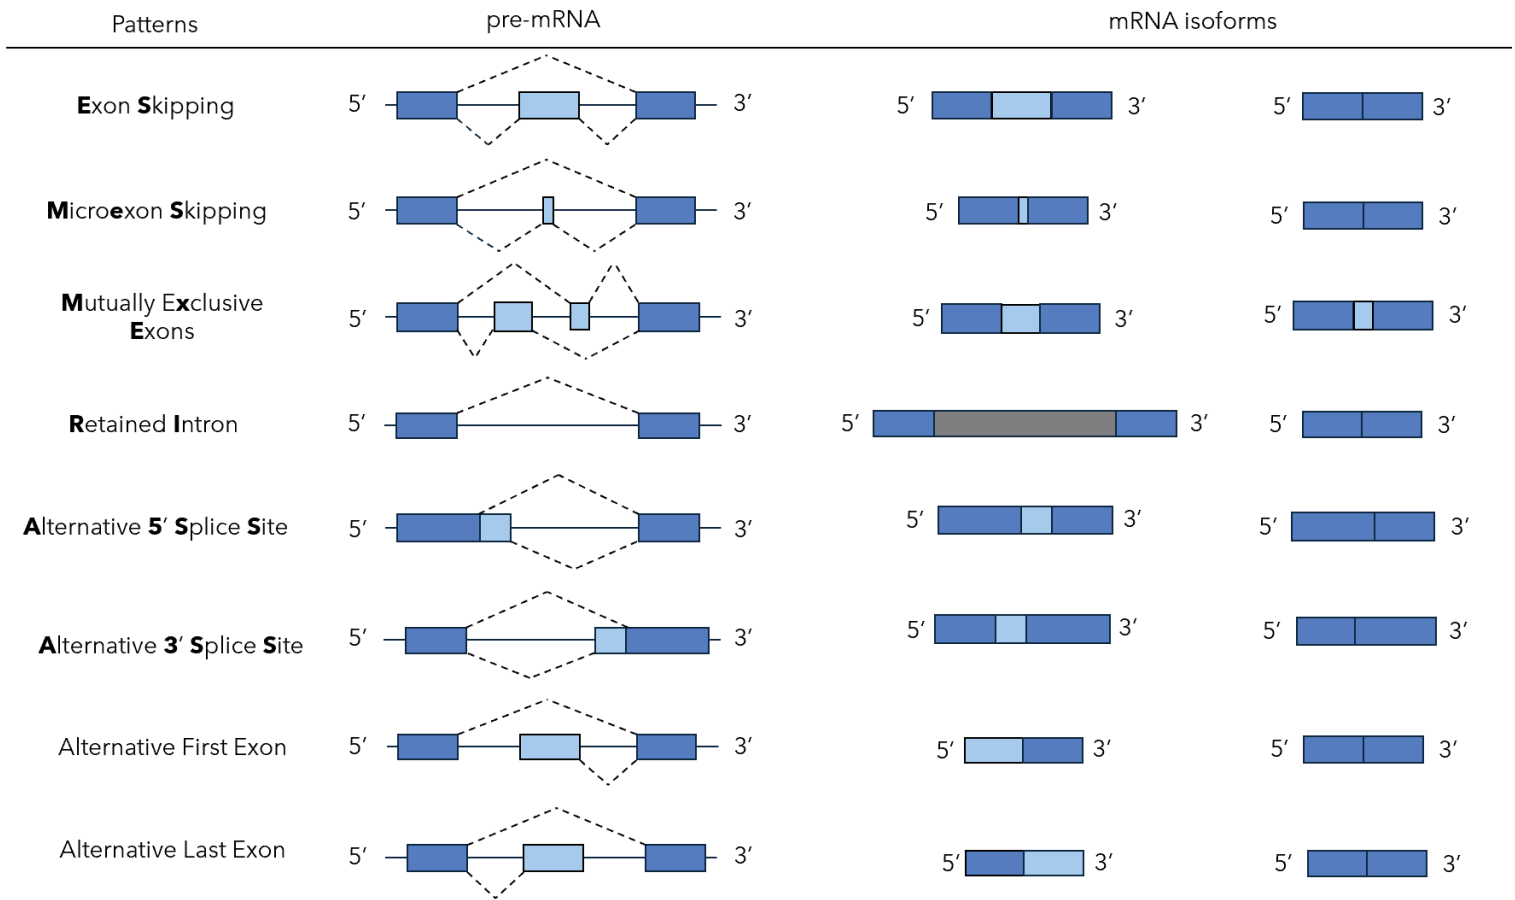 Patterns pre-mRNA mRNA isoforms
Exon Skipping 5′ 3′ 5′ 3′ 5′ 3′
Microexon Skipping 5′ 3′ 5′ 3′ 5′ 3′
Mutually Exclusive
Exons 5′ 3′ 5′ 3′ 5′ 3′
Retained Intron 5′ 3′ 5′ 3′ 5′ 3′
Alternative 5′ Splice Site 5′ 3′ 5′ 3′ 5′ 3′
Alternative 3′ Splice Site 5′ 3′ 5′ 3′ 5′ 3′
Alternative First Exon 5′ 3′ 5′ 3′ 5′ 3′
Alternative Last Exon 5′ 3′ 5′ 3′ 5′ 3′